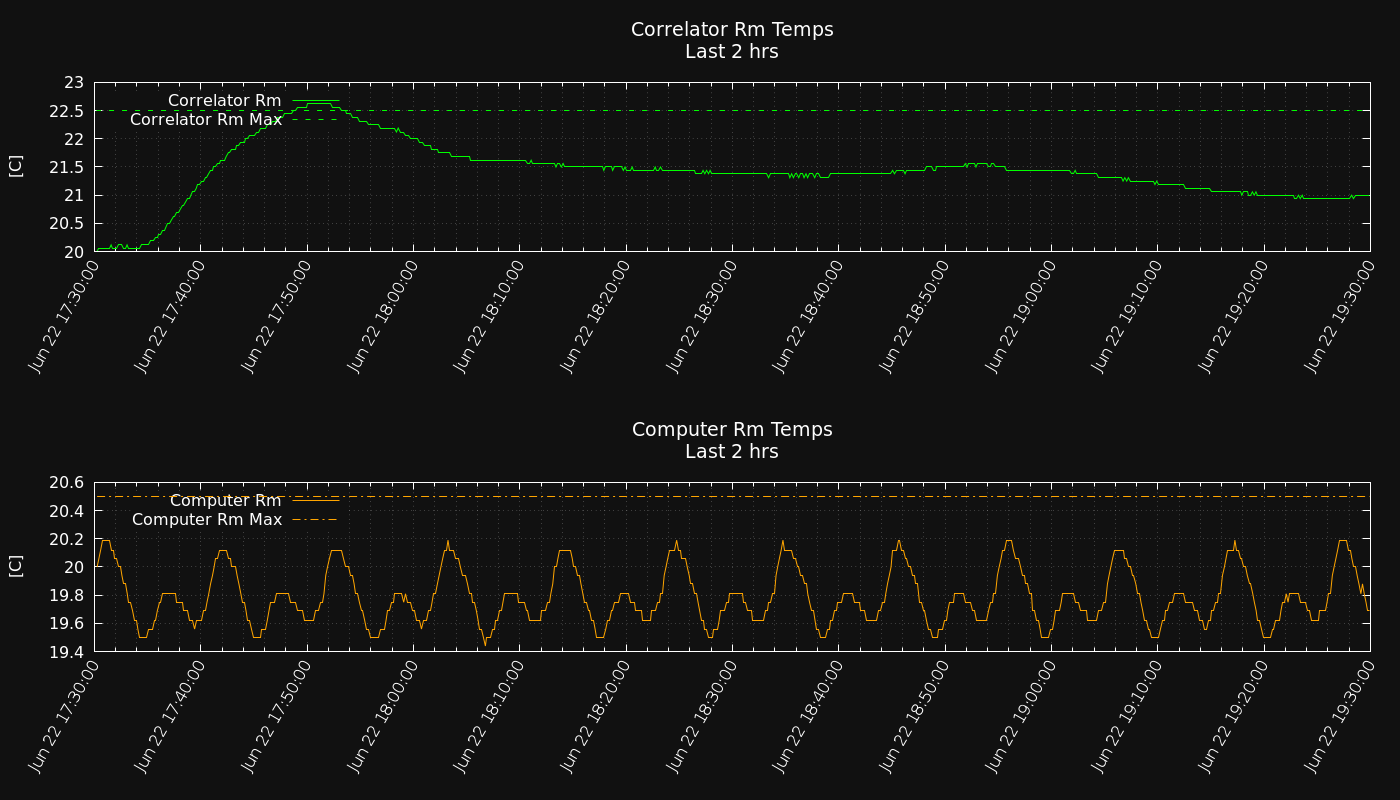 Correlator Rm Temps
Last 2 hrs
[C]
23
22.5
22
21.5
21
20.5
20
Correlator Rm
Correlator Rm Max
Jun 22 17:30:00
Jun 22 17:40:00
Jun 22 17:50:00
Jun 22 18:00:00
Jun 22 18:10:00
Jun 22 18:20:00
Jun 22 18:30:00
Jun 22 18:40:00
Jun 22 18:50:00
Jun 22 19:00:00
Jun 22 19:10:00
Jun 22 19:20:00
Jun 22 19:30:00
Computer Rm Temps
Last 2 hrs
[C]
20.6
20.4
20.2
20
19.8
19.6
19.4
Computer Rm
Computer Rm Max
Jun 22 17:30:00
Jun 22 17:40:00
Jun 22 17:50:00
Jun 22 18:00:00
Jun 22 18:10:00
Jun 22 18:20:00
Jun 22 18:30:00
Jun 22 18:40:00
Jun 22 18:50:00
Jun 22 19:00:00
Jun 22 19:10:00
Jun 22 19:20:00
Jun 22 19:30:00